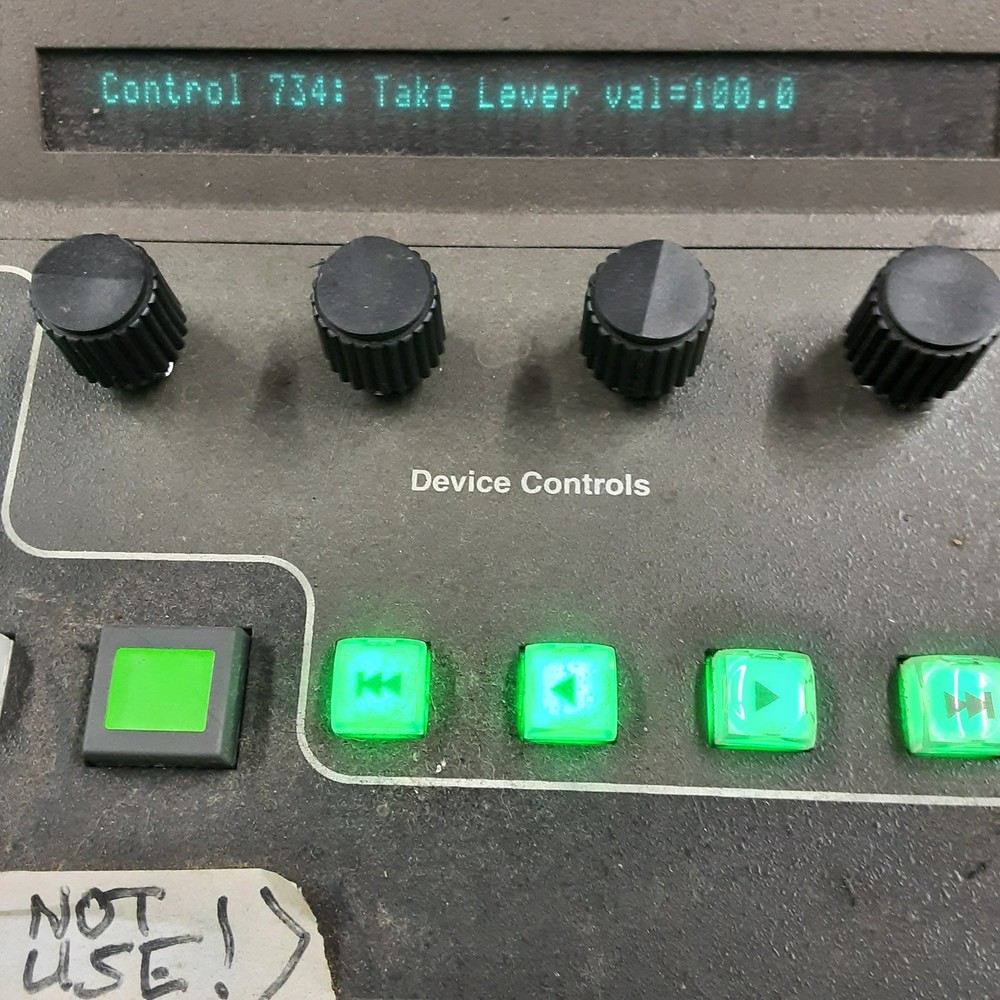 Control 734: Take Lever val=100.0
Device Controls
NOT
USE!